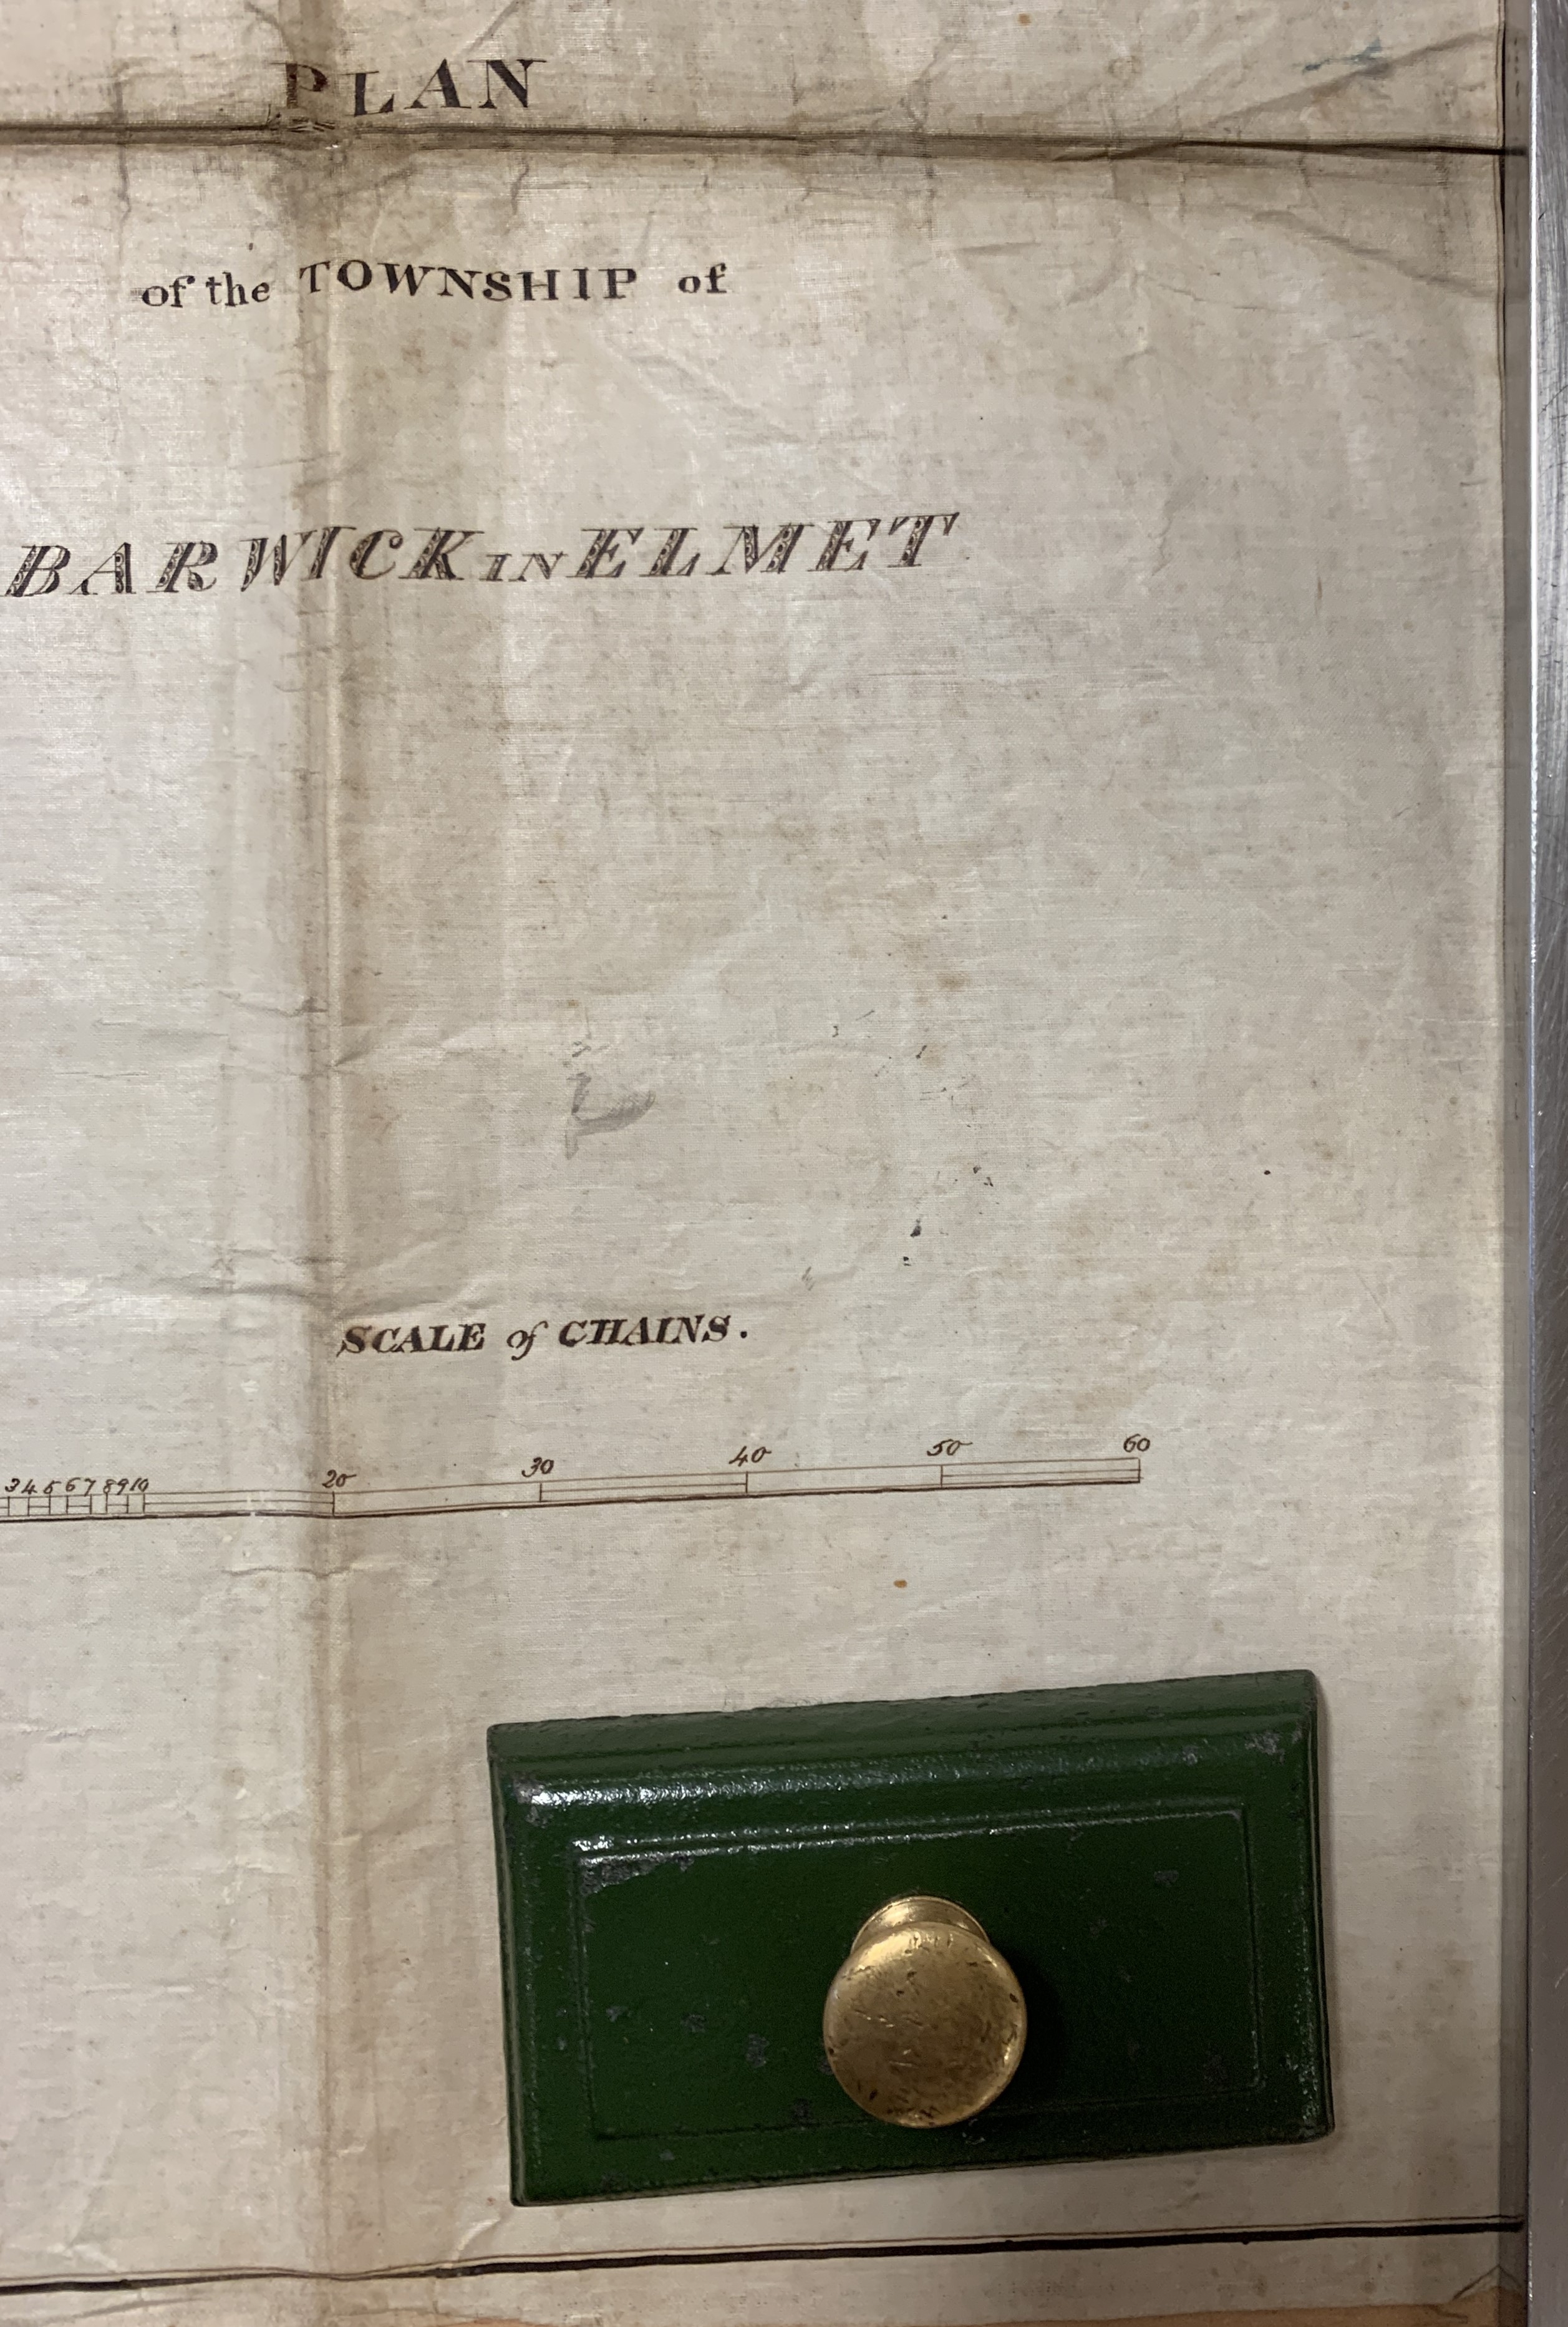 PLAN
of the TOWNSHIP of
BARWICK IN ELMET
SCALE of CHAINS.
3 4 5 6 7 8 9 10 20 30 40 50 60